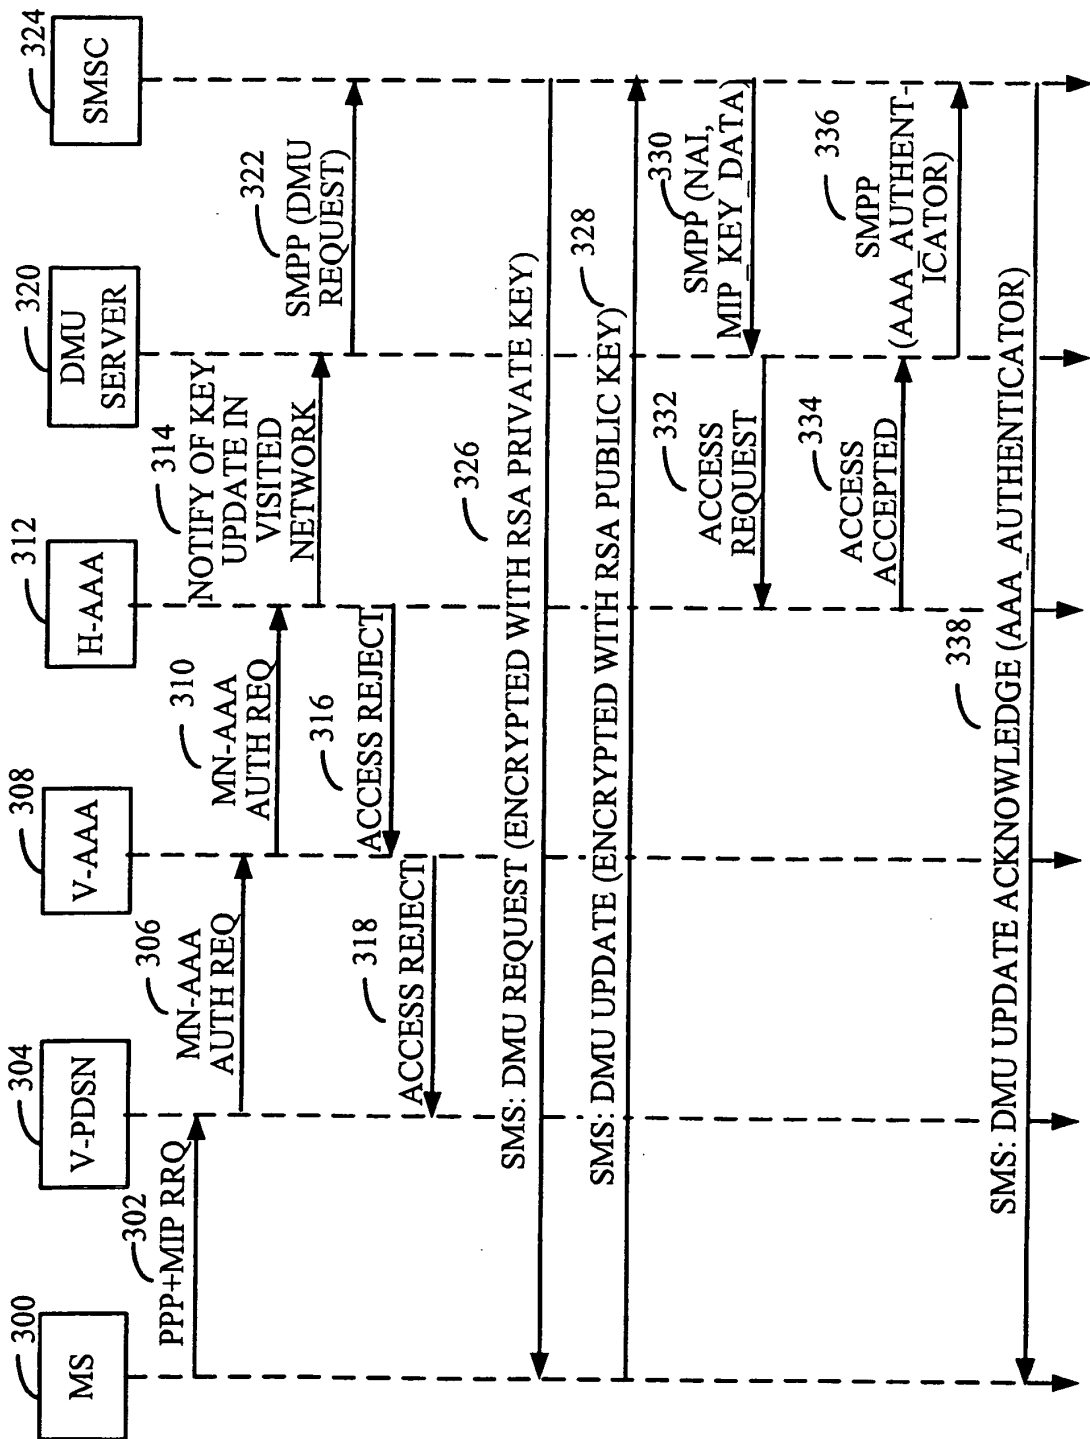 300
MS
304
V-PDSN
308
V-AAA
312
H-AAA
320
DMU
SERVER
324
SMSC
302
PPP+MIP RRQ
306
MN-AAA
AUTH REQ
310
MN-AAA
AUTH REQ
314
NOTIFY OF KEY
UPDATE IN
VISITED
NETWORK
322
SMPP (DMU
REQUEST)
316
ACCESS REJECT
318
ACCESS REJECT
326
SMS: DMU REQUEST (ENCRYPTED WITH RSA PRIVATE KEY)
328
SMS: DMU UPDATE (ENCRYPTED WITH RSA PUBLIC KEY)
330
SMPP (NAI,
MIP_KEY_DATA)
332
ACCESS
REQUEST
334
ACCESS
ACCEPTED
336
SMPP
(AAA_AUTHENT-
ICATOR)
338
SMS: DMU UPDATE ACKNOWLEDGE (AAA_AUTHENTICATOR)